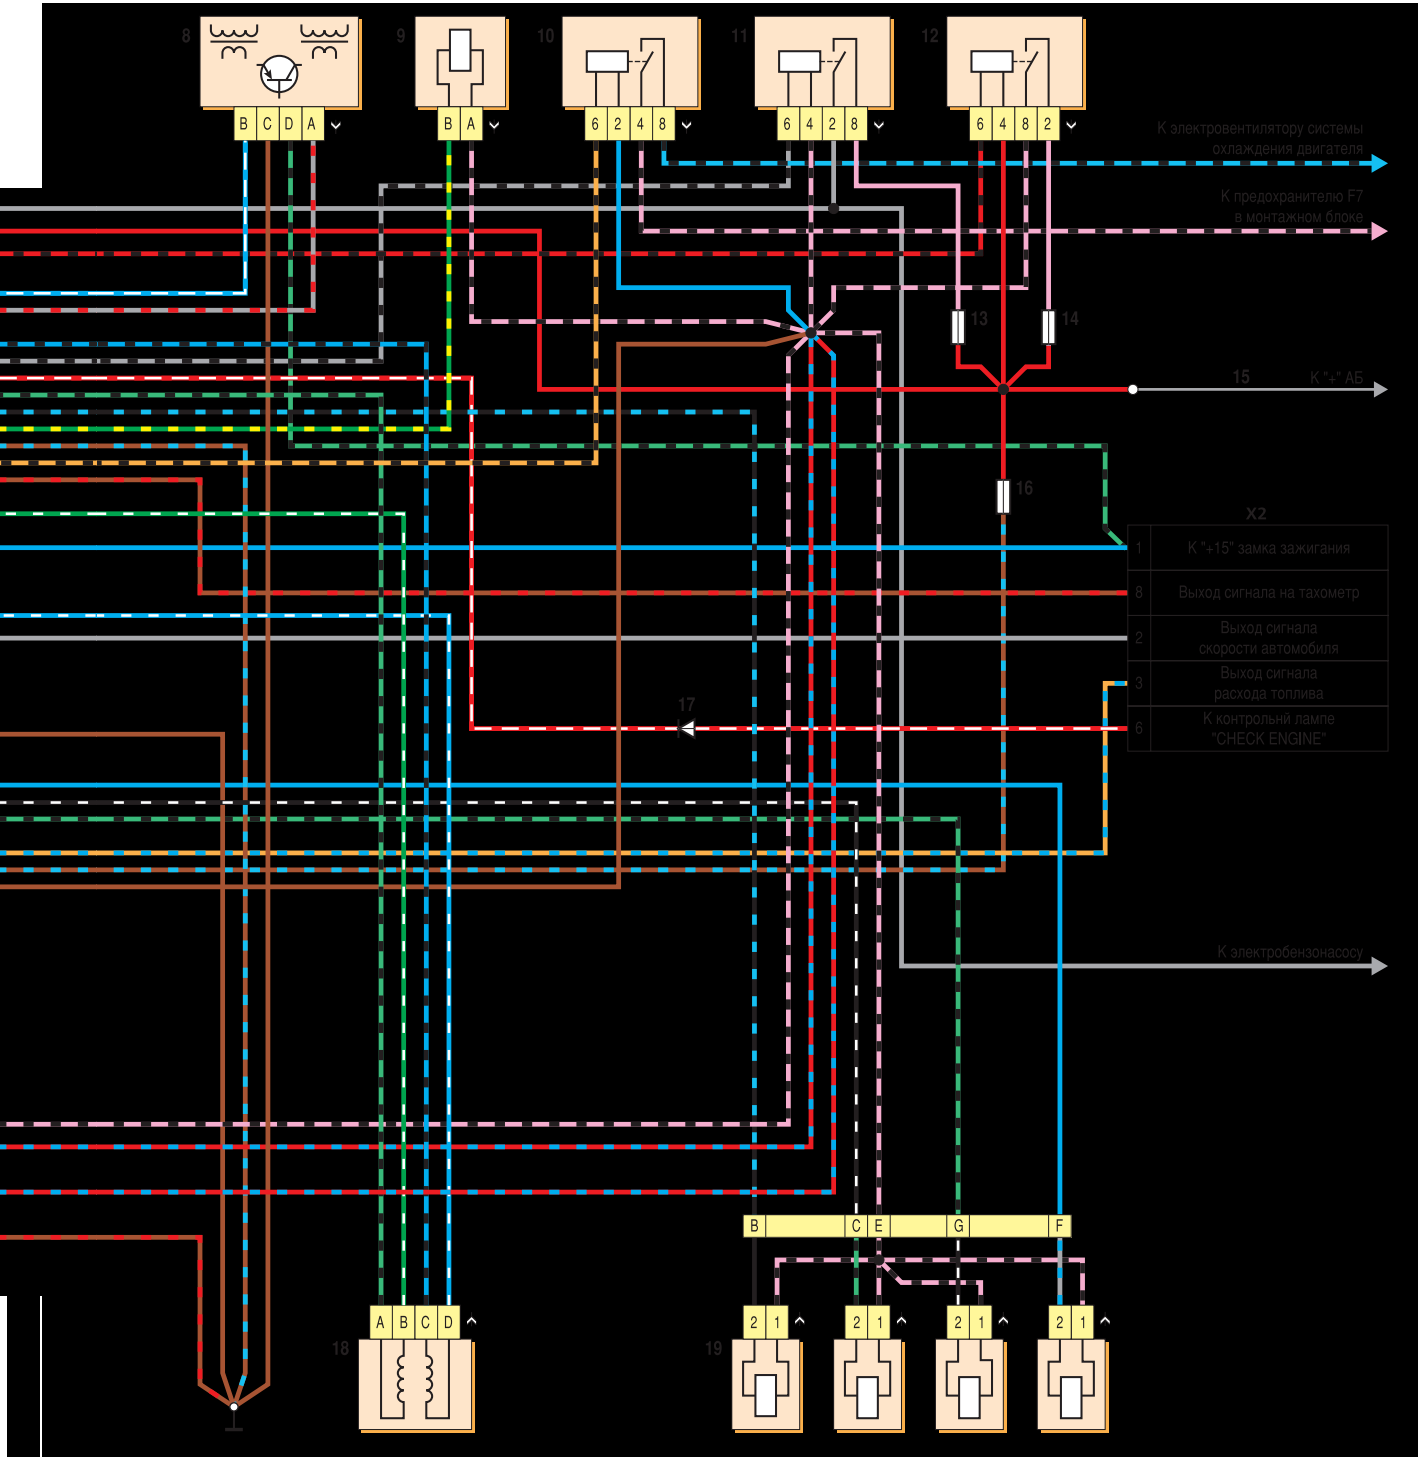 8
9
10
11
12
B C D A
B A
6 2 4 8
6 4 2 8
6 4 8 2
К электровентилятору системы
охлаждения двигателя
К предохранителю F7
в монтажном блоке
13
14
15
К "+" АБ
16
X2
1 К "+15" замка зажигания
8 Выход сигнала на тахометр
2 Выход сигнала
скорости автомобиля
3 Выход сигнала
расхода топлива
6 К контрольнй лампе
"CHECK ENGINE"
17
К электробензонасосу
B C E G F
A B C D
2 1
2 1
2 1
2 1
18
19